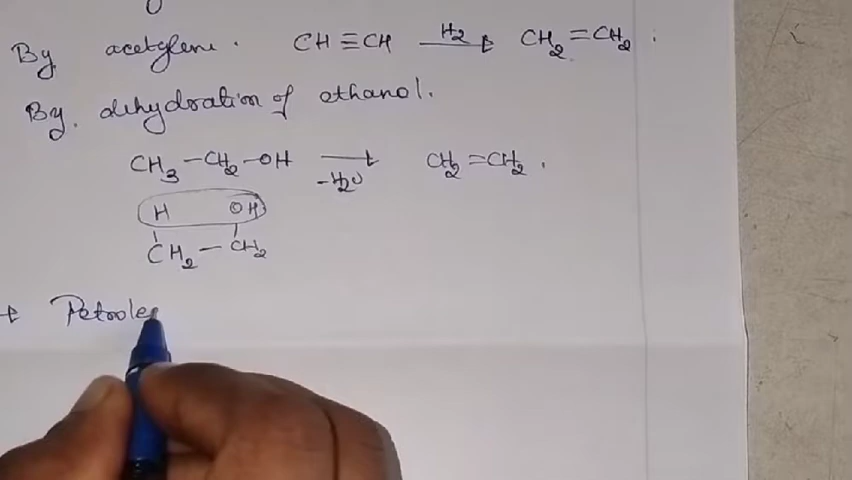 By acetylene. CH≡CH H2→ CH2=CH2.
By. dihydration of ethanol.
CH3-CH2-OH → -H2O CH2=CH2.
H OH
CH2-CH2
→ Petrole